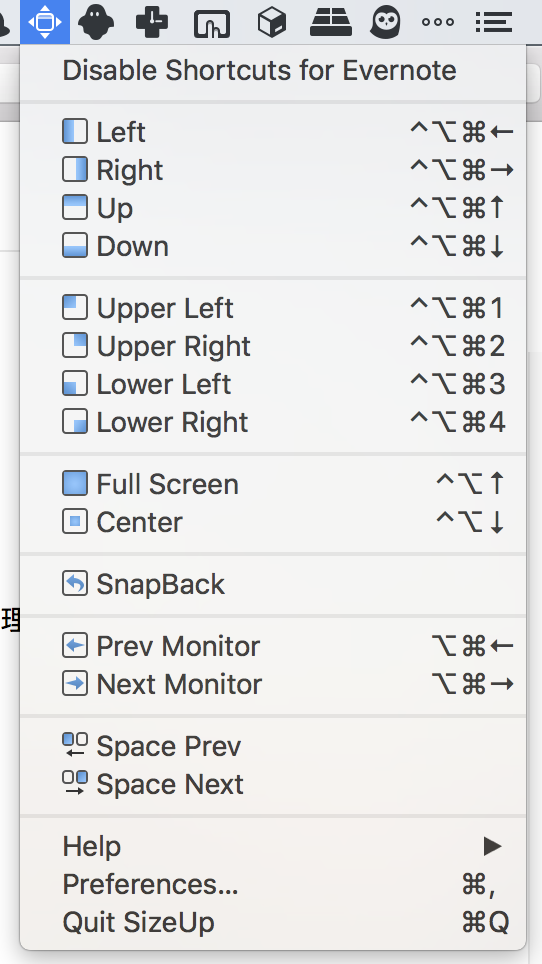 Disable Shortcuts for Evernote
Left ^⌥⌘←
Right ^⌥⌘→
Up ^⌥⌘↑
Down ^⌥⌘↓
Upper Left ^⌥⌘1
Upper Right ^⌥⌘2
Lower Left ^⌥⌘3
Lower Right ^⌥⌘4
Full Screen ^⌥↑
Center ^⌥↓
SnapBack
理
Prev Monitor ⌥⌘←
Next Monitor ⌥⌘→
Space Prev
Space Next
Help ▶
Preferences... ⌘,
Quit SizeUp ⌘Q